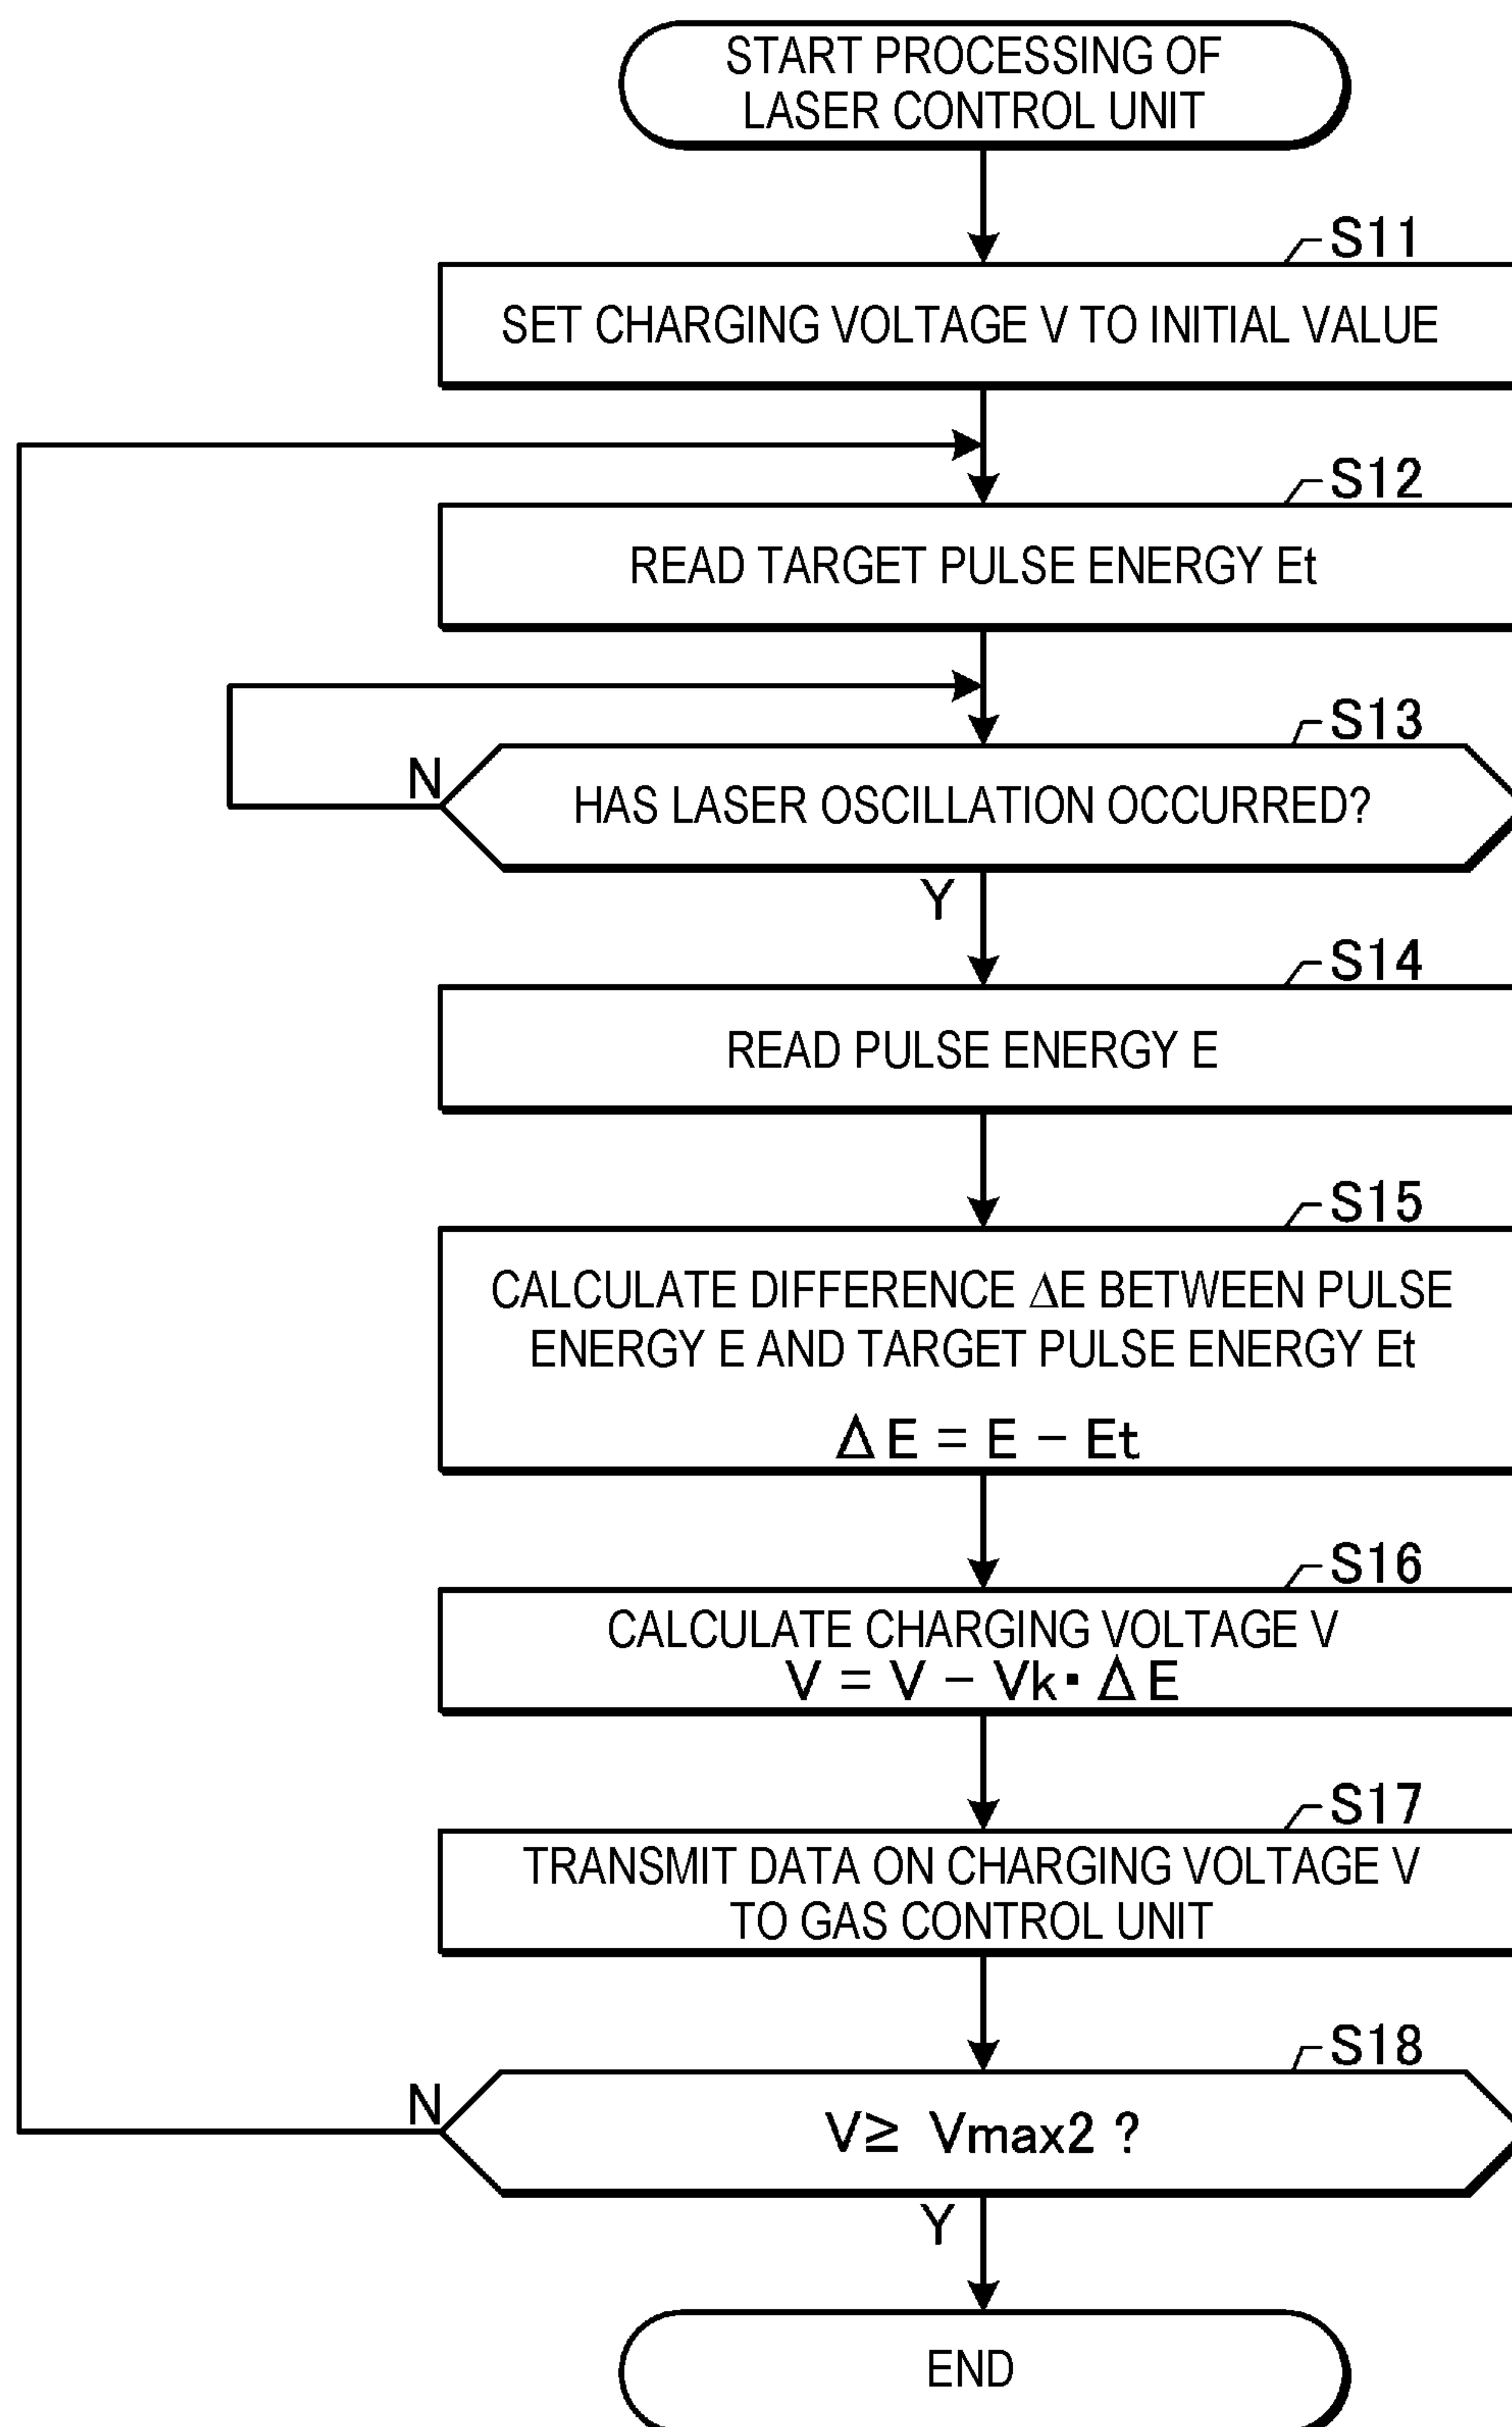 START PROCESSING OF
LASER CONTROL UNIT
S11
SET CHARGING VOLTAGE V TO INITIAL VALUE
S12
READ TARGET PULSE ENERGY Et
S13
N
HAS LASER OSCILLATION OCCURRED?
Y
S14
READ PULSE ENERGY E
S15
CALCULATE DIFFERENCE ΔE BETWEEN PULSE
ENERGY E AND TARGET PULSE ENERGY Et
ΔE = E − Et
S16
CALCULATE CHARGING VOLTAGE V
V = V − Vk・ΔE
S17
TRANSMIT DATA ON CHARGING VOLTAGE V
TO GAS CONTROL UNIT
S18
N
V≥ Vmax2 ?
Y
END